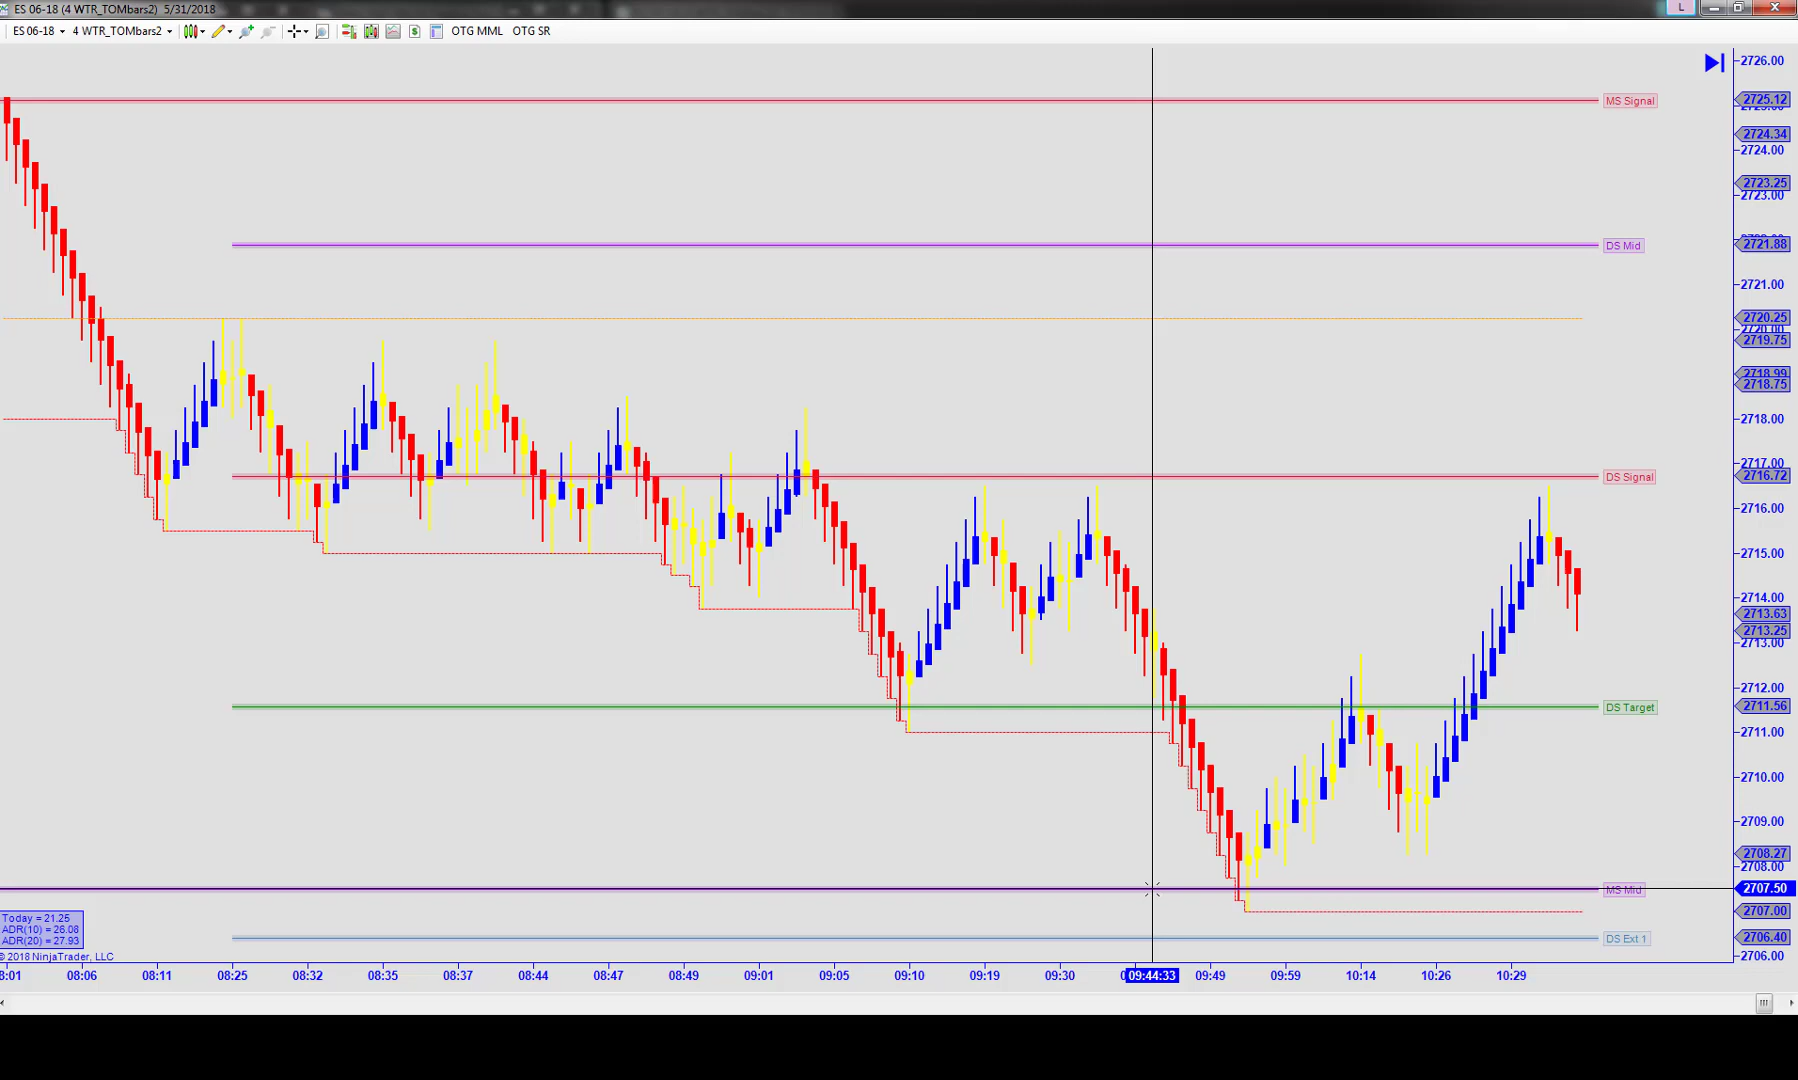 ES 06-18 (4 WTR_TOMbars2) 5/31/2018
L
ES 06-18 4 WTR_TOMbars2 $ OTG MML OTG SR
2726.00
MS Signal 2725.12
2724.34
2724.00
2723.25
2723.00
DS Mid 2721.88
2721.00
2720.25
2720.00
2719.75
2718.99
2718.75
2718.00
2717.00
DS Signal 2716.72
2716.00
2715.00
2714.00
2713.63
2713.25
2713.00
2712.00
DS Target 2711.56
2711.00
2710.00
2709.00
2708.27
2708.00
MS Mid 2707.50
2707.00
Today = 21.25
ADR(10) = 26.08
ADR(20) = 27.93
DS Ext 1 2706.40
© 2018 NinjaTrader, LLC
2706.00
8:01 08:06 08:11 08:25 08:32 08:35 08:37 08:44 08:47 08:49 09:01 09:05 09:10 09:19 09:30 09:44:33 09:49 09:59 10:14 10:26 10:29